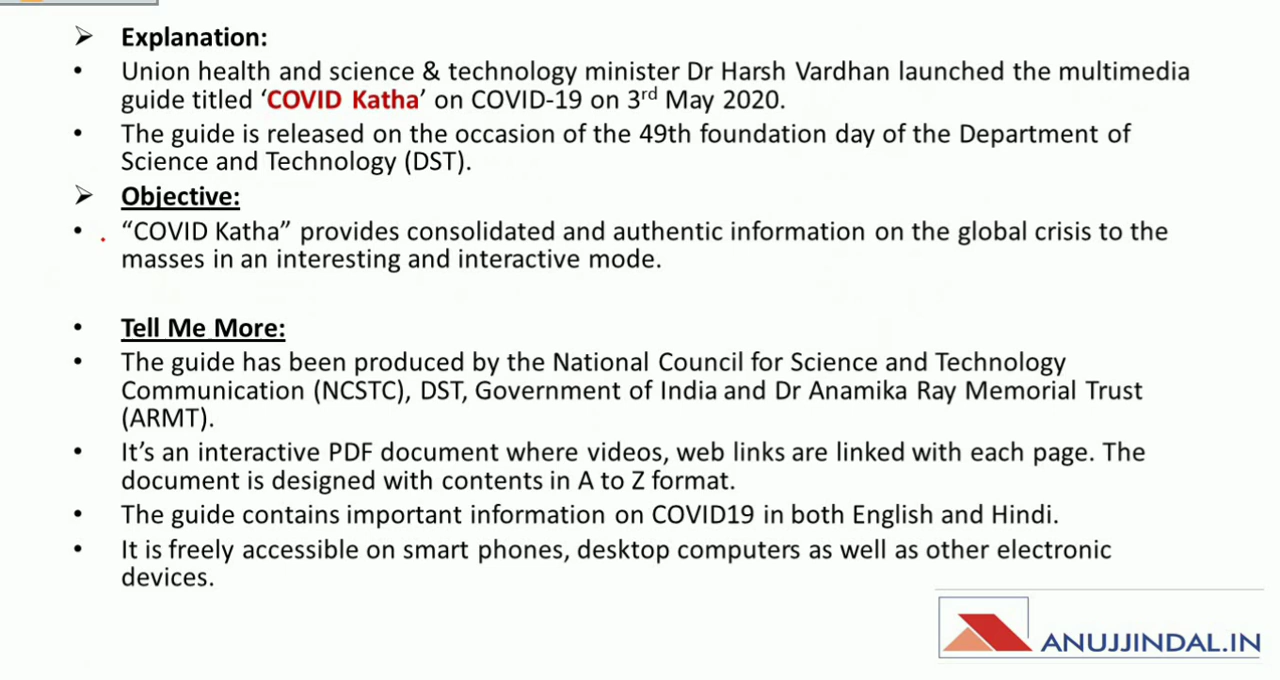 ➢ Explanation:
• Union health and science & technology minister Dr Harsh Vardhan launched the multimedia
guide titled ‘COVID Katha’ on COVID-19 on 3rd May 2020.
• The guide is released on the occasion of the 49th foundation day of the Department of
Science and Technology (DST).
➢ Objective:
• “COVID Katha” provides consolidated and authentic information on the global crisis to the
masses in an interesting and interactive mode.
• Tell Me More:
• The guide has been produced by the National Council for Science and Technology
Communication (NCSTC), DST, Government of India and Dr Anamika Ray Memorial Trust
(ARMT).
• It’s an interactive PDF document where videos, web links are linked with each page. The
document is designed with contents in A to Z format.
• The guide contains important information on COVID19 in both English and Hindi.
• It is freely accessible on smart phones, desktop computers as well as other electronic
devices.
ANUJJINDAL.IN